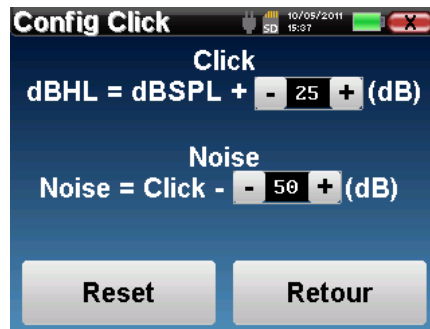 Config Click SD 10/05/2011
15:37 X
Click
dBHL = dBSPL + - 25 + (dB)
Noise
Noise = Click - - 50 + (dB)
Reset Retour